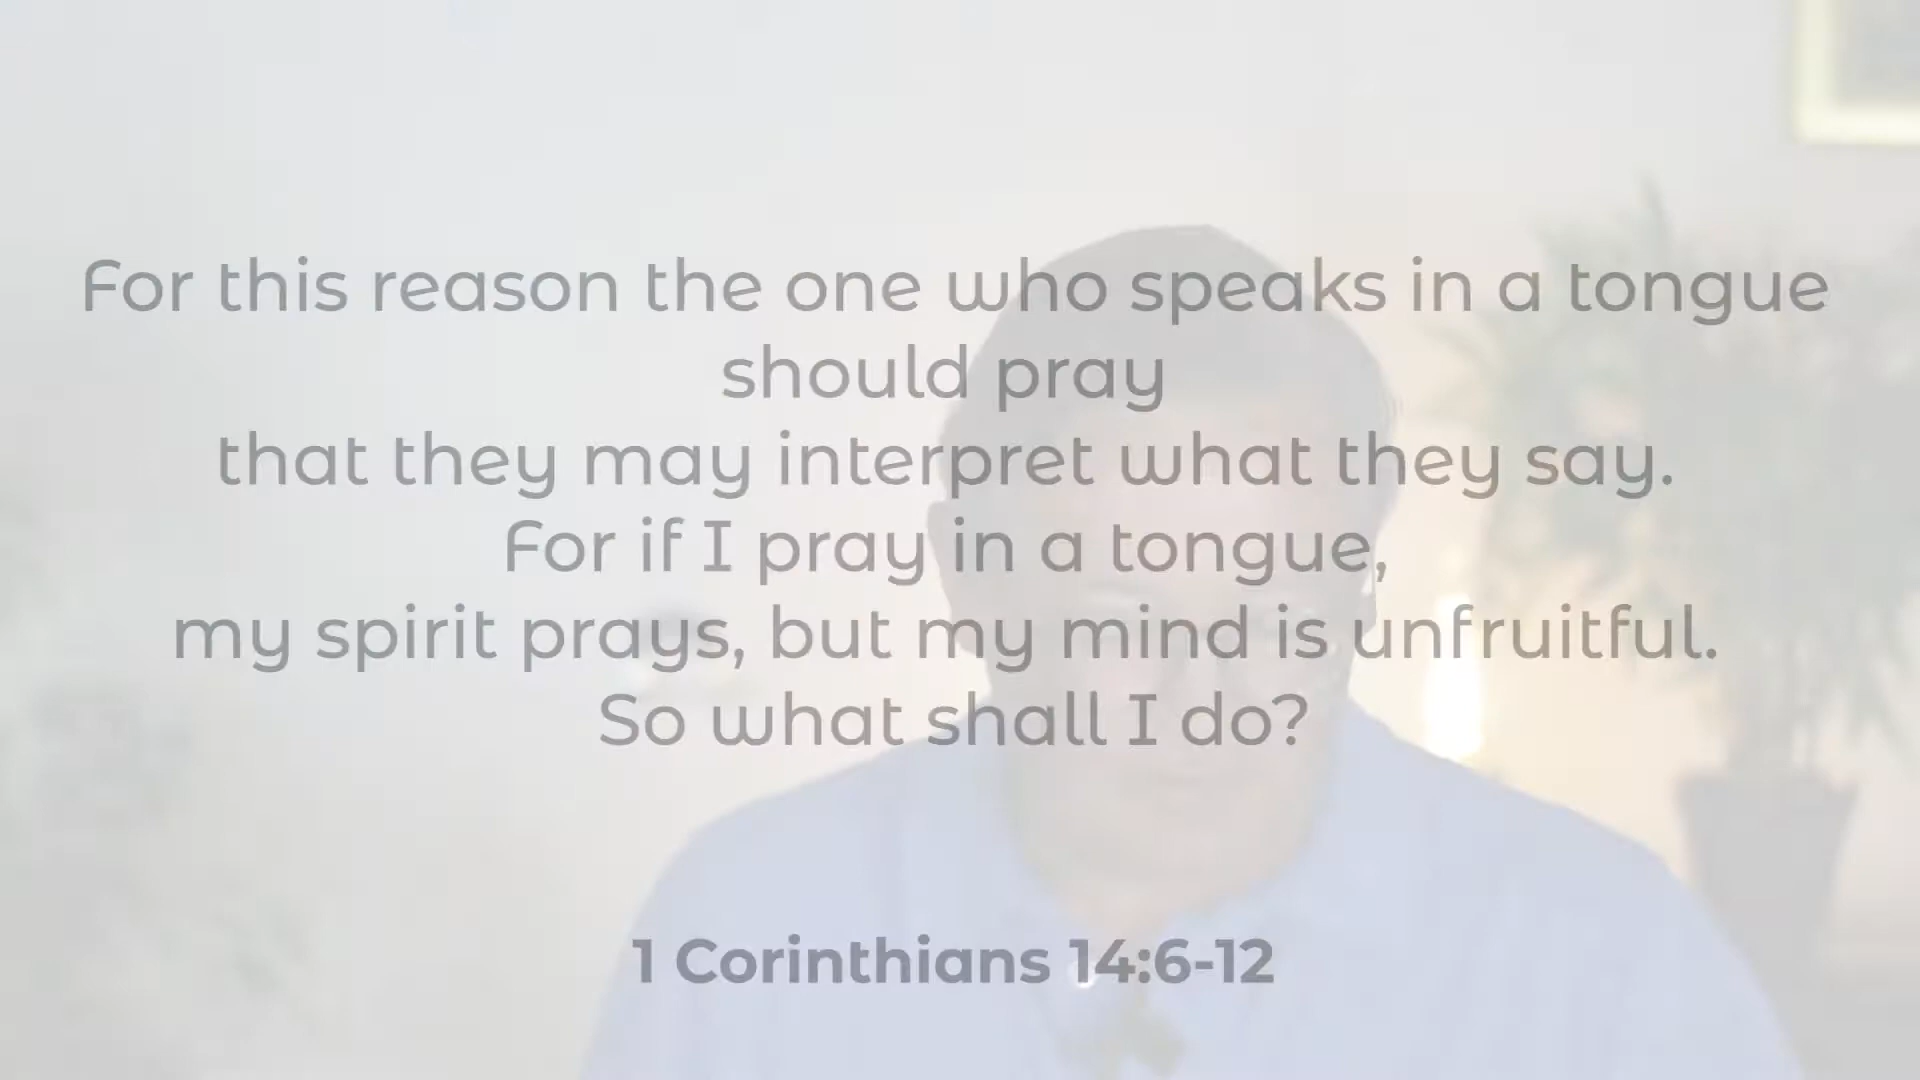 For this reason the one who speaks in a tongue
should pray
that they may interpret what they say.
For if I pray in a tongue,
my spirit prays, but my mind is unfruitful.
So what shall I do?
1 Corinthians 14:6-12